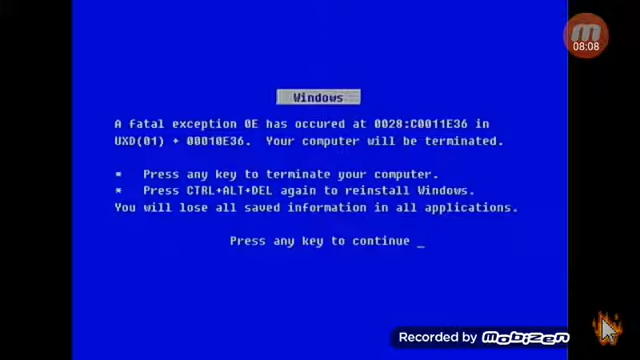 08:08
Windows
A fatal exception 0E has occured at 0028:C0011E36 in
UXD(01) + 00010E36. Your computer will be terminated.
* Press any key to terminate your computer.
* Press CTRL+ALT+DEL again to reinstall Windows.
You will lose all saved information in all applications.
Press any key to continue _
Recorded by Mobizen